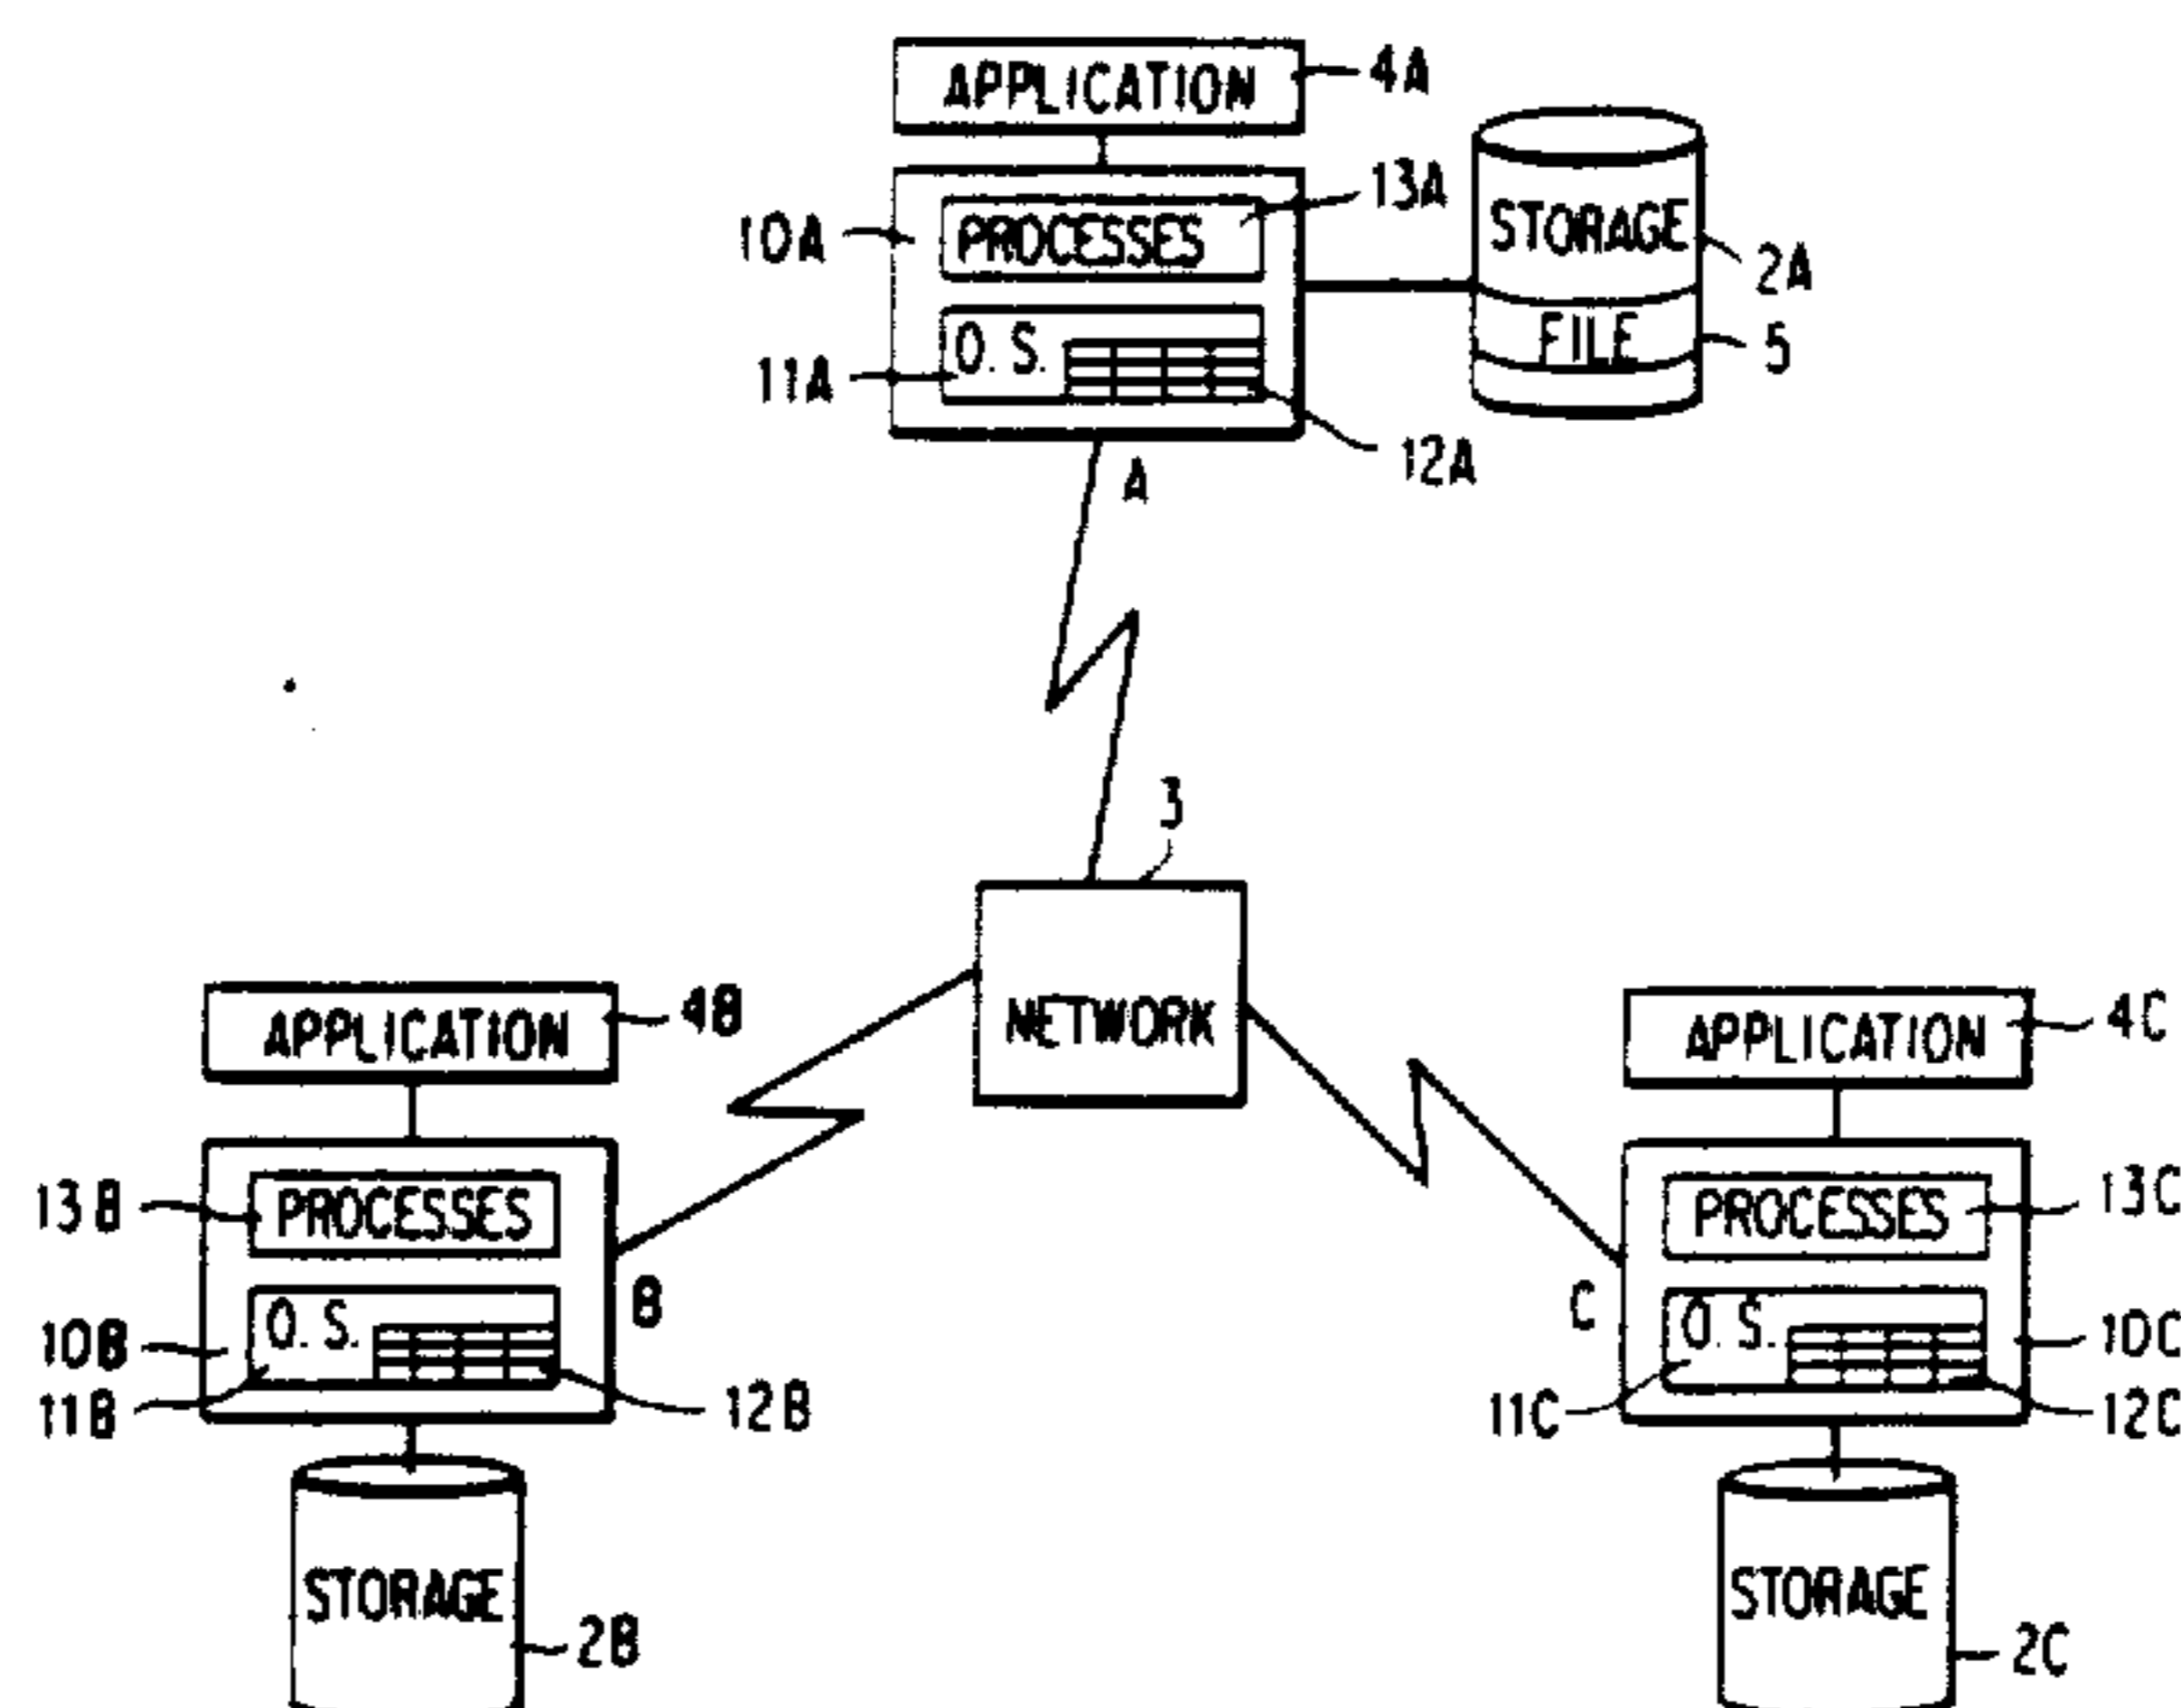 APPLICATION
4A
13A
10A
PROCESSES
STORAGE
2A
O.S.
FILE
5
11A
12A
A
3
NETWORK
APPLICATION
4B
13B
PROCESSES
B
10B
O.S.
11B
12B
STORAGE
2B
APPLICATION
4C
PROCESSES
13C
C
O.S.
10C
11C
12C
STORAGE
2C